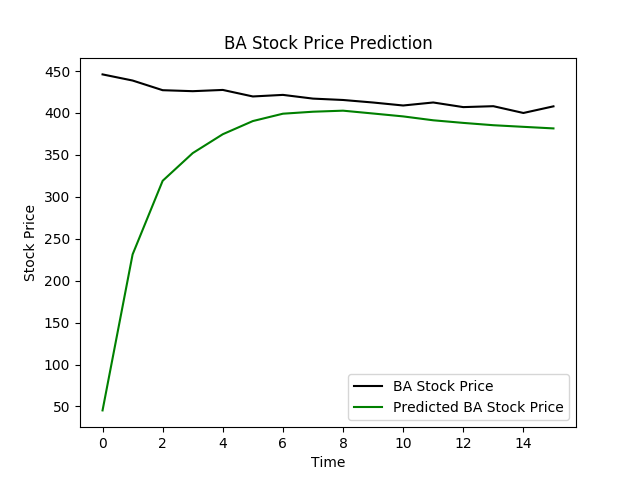 BA Stock Price Prediction
450
400
350
300
250
200
150
100
50
Stock Price
0 2 4 6 8 10 12 14
Time
BA Stock Price
Predicted BA Stock Price